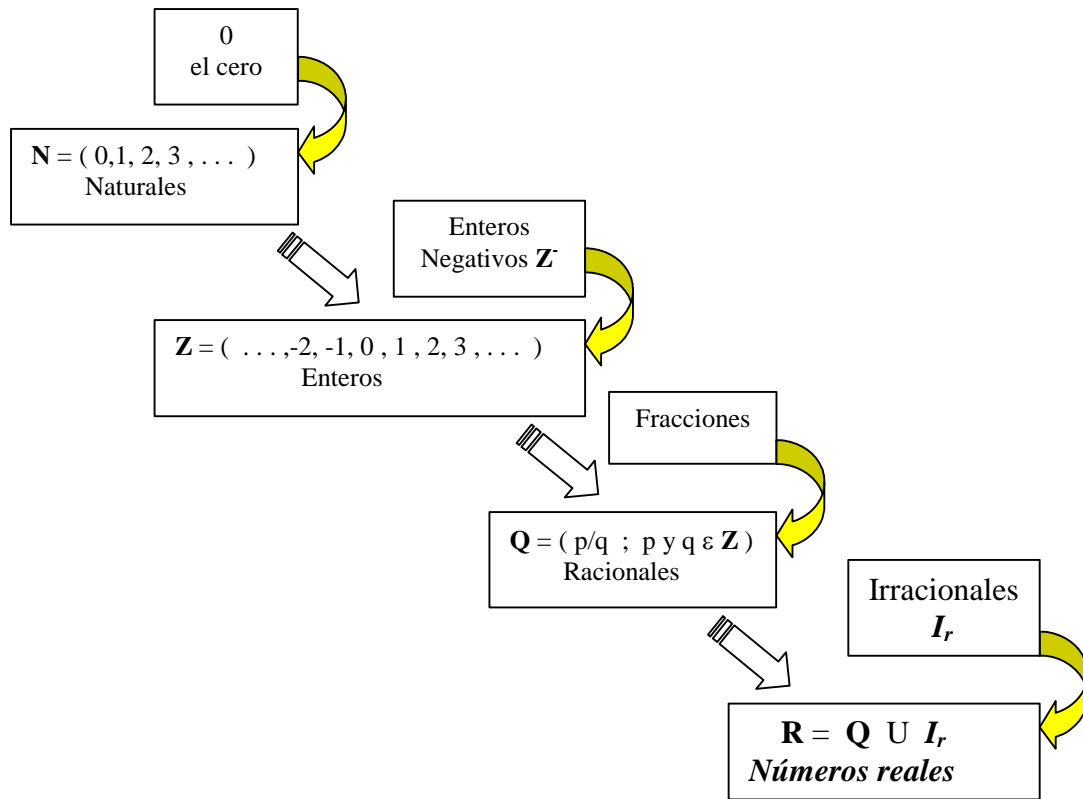 0
el cero
N = ( 0,1, 2, 3 , . . . )
Naturales
Enteros
Negativos Z-
Z = ( . . . ,-2, -1, 0 , 1 , 2, 3 , . . . )
Enteros
Fracciones
Q = ( p/q ; p y q ε Z )
Racionales
Irracionales
Ir
R = Q U Ir
Números reales